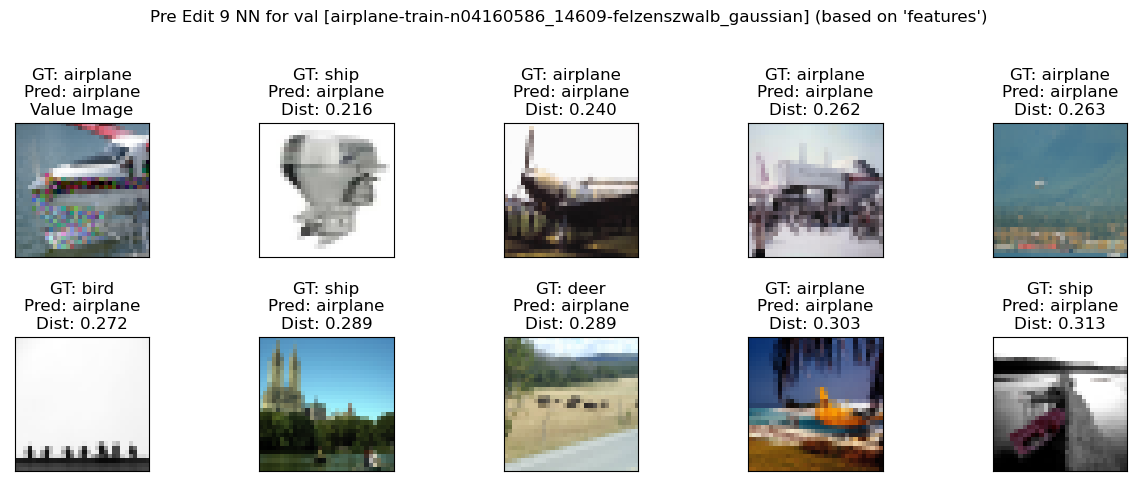 Pre Edit 9 NN for val [airplane-train-n04160586_14609-felzenszwalb_gaussian] (based on 'features')
GT: airplane
Pred: airplane
Value Image
GT: ship
Pred: airplane
Dist: 0.216
GT: airplane
Pred: airplane
Dist: 0.240
GT: airplane
Pred: airplane
Dist: 0.262
GT: airplane
Pred: airplane
Dist: 0.263
GT: bird
Pred: airplane
Dist: 0.272
GT: ship
Pred: airplane
Dist: 0.289
GT: deer
Pred: airplane
Dist: 0.289
GT: airplane
Pred: airplane
Dist: 0.303
GT: ship
Pred: airplane
Dist: 0.313